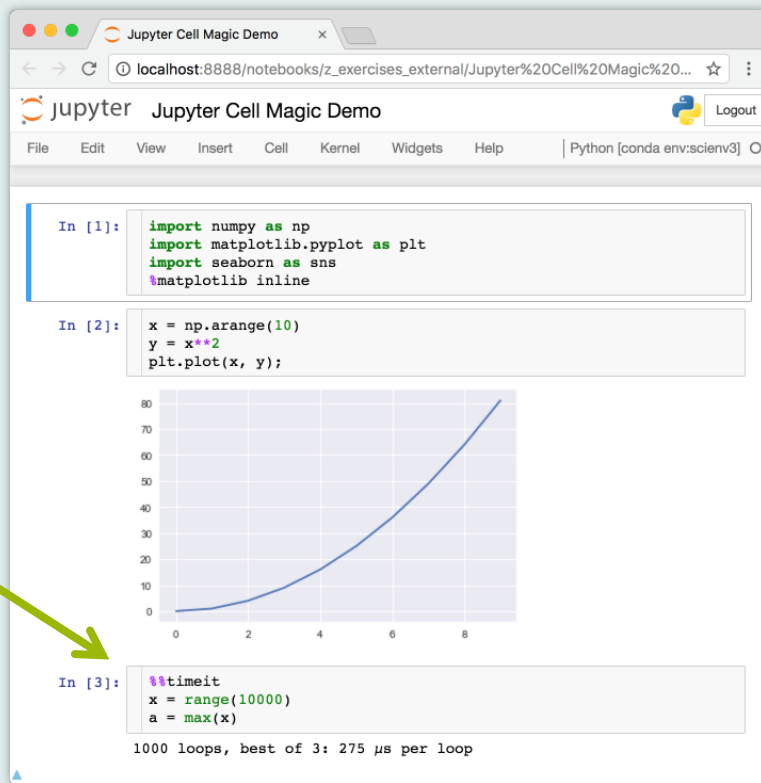 Jupyter Cell Magic Demo ×
localhost:8888/notebooks/z_exercises_external/Jupyter%20Cell%20Magic%20...
jupyter Jupyter Cell Magic Demo Logout
File Edit View Insert Cell Kernel Widgets Help Python [conda env:scienv3]
In [1]: import numpy as np
import matplotlib.pyplot as plt
import seaborn as sns
%matplotlib inline
In [2]: x = np.arange(10)
y = x**2
plt.plot(x, y);
80
70
60
50
40
30
20
10
0
0 2 4 6 8
In [3]: %%timeit
x = range(10000)
a = max(x)
1000 loops, best of 3: 275 µs per loop